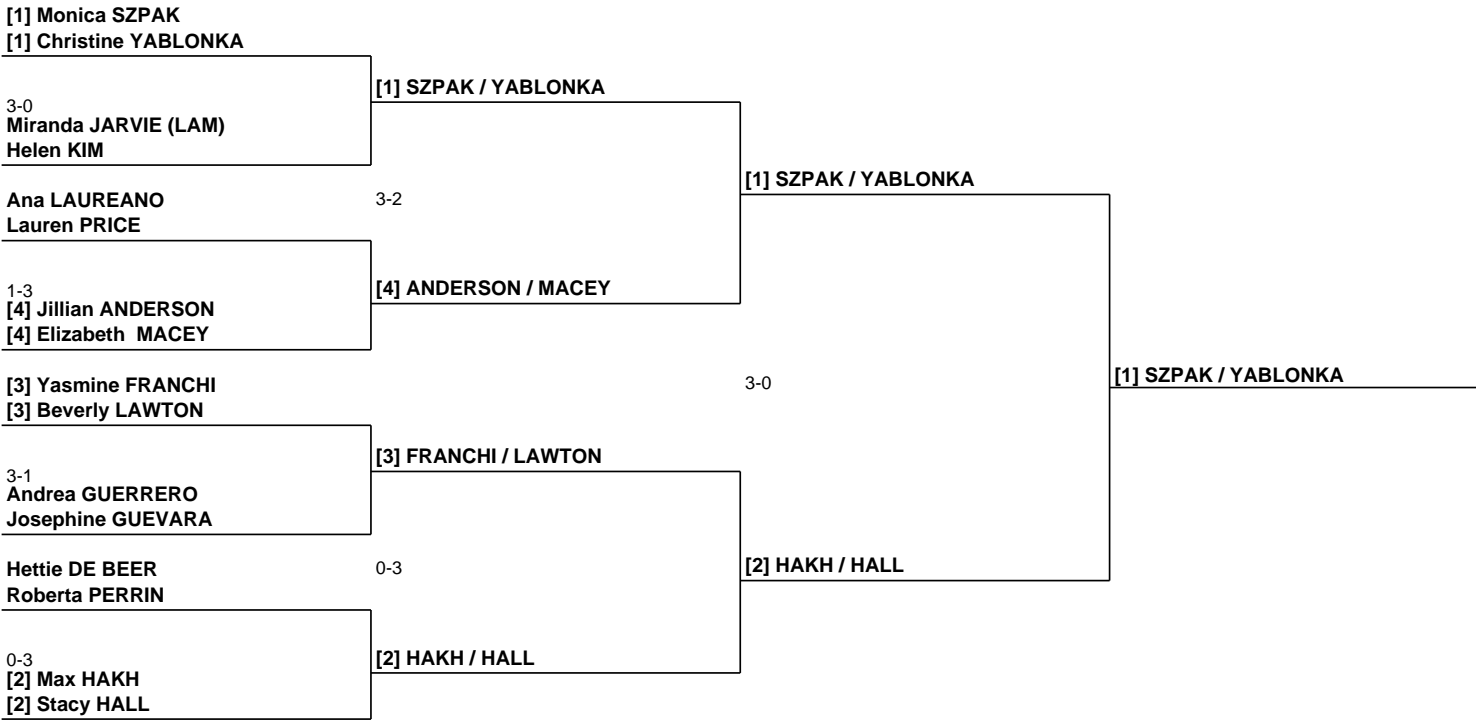 [1] Monica SZPAK
[1] Christine YABLONKA
[1] SZPAK / YABLONKA
3-0
Miranda JARVIE (LAM)
Helen KIM
[1] SZPAK / YABLONKA
Ana LAUREANO
3-2
Lauren PRICE
1-3
[4] ANDERSON / MACEY
[4] Jillian ANDERSON
[4] Elizabeth MACEY
[1] SZPAK / YABLONKA
[3] Yasmine FRANCHI
3-0
[3] Beverly LAWTON
[3] FRANCHI / LAWTON
3-1
Andrea GUERRERO
Josephine GUEVARA
Hettie DE BEER
0-3
[2] HAKH / HALL
Roberta PERRIN
0-3
[2] HAKH / HALL
[2] Max HAKH
[2] Stacy HALL